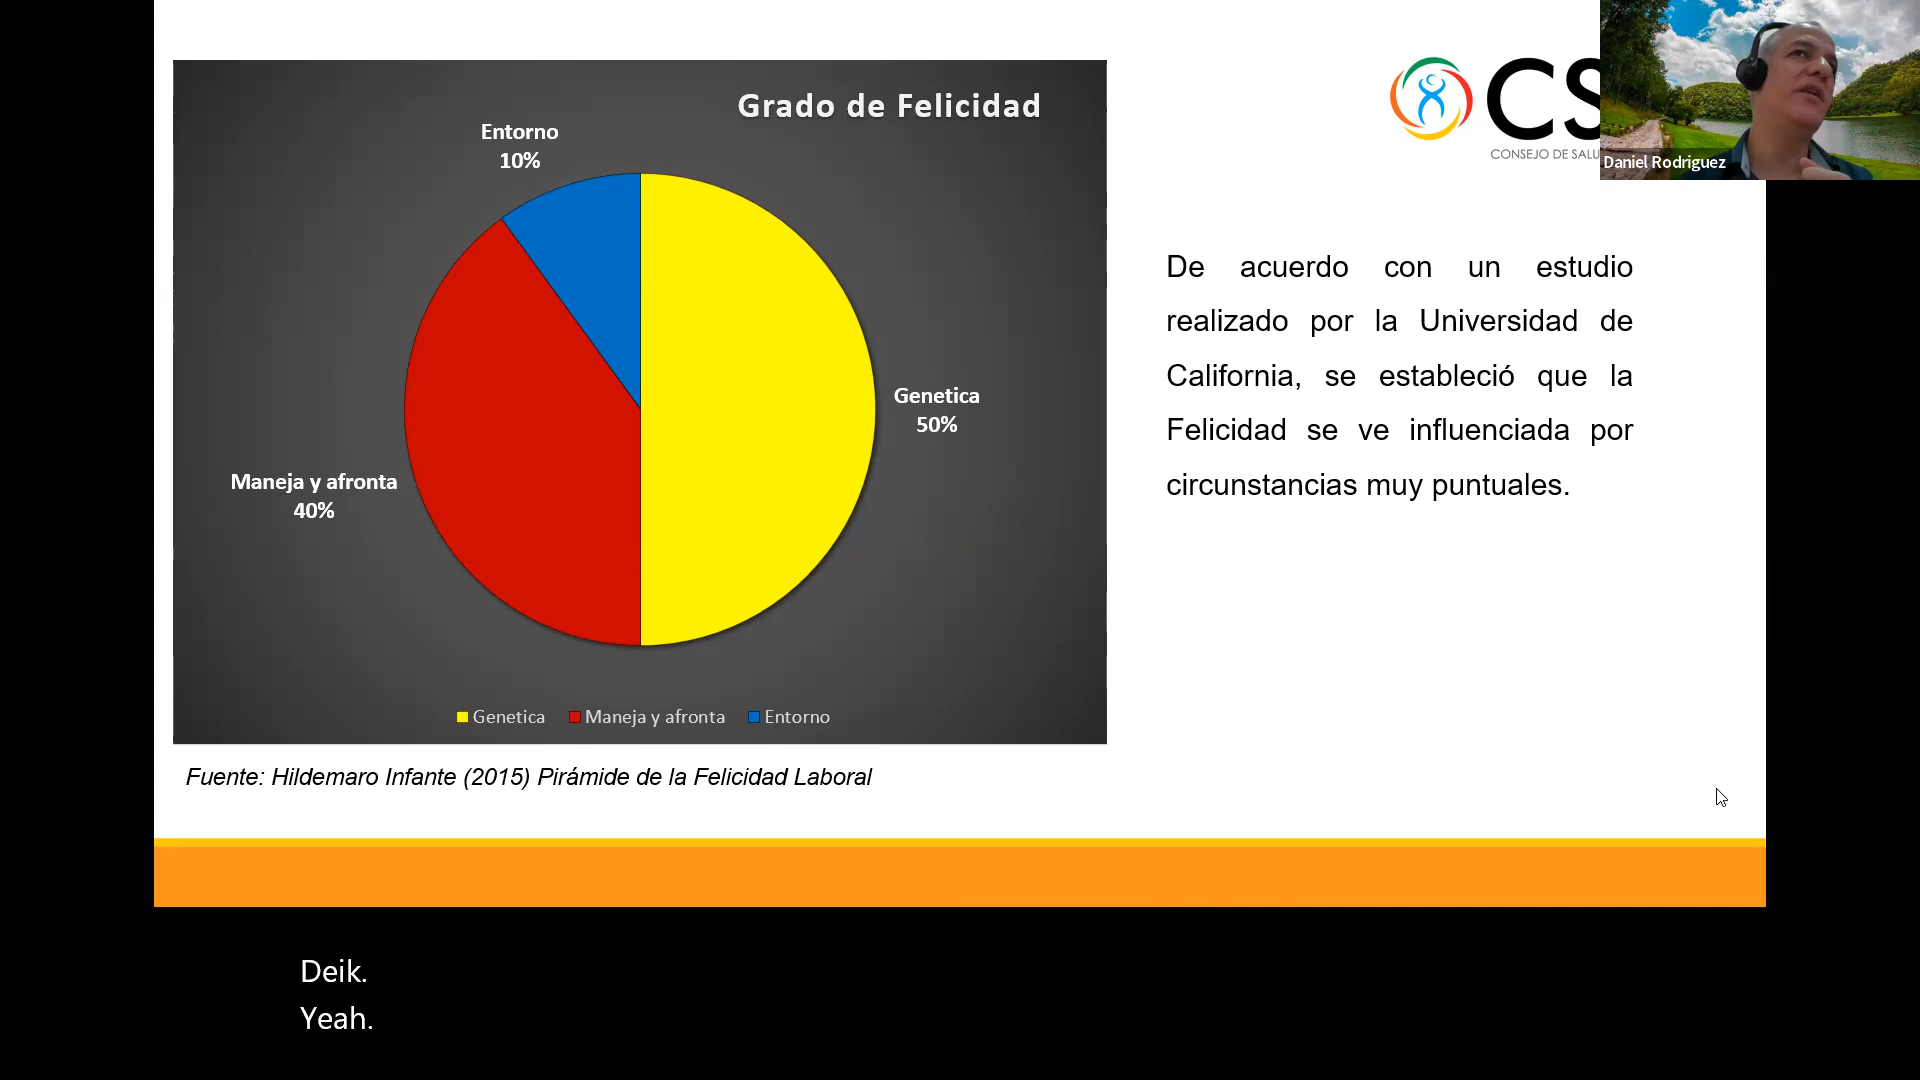 Grado de Felicidad
Entorno
10%
Genetica
50%
Maneja y afronta
40%
Genetica Maneja y afronta Entorno
Fuente: Hildemaro Infante (2015) Pirámide de la Felicidad Laboral
CS
CONSEJO DE SALU
Daniel Rodriguez
De acuerdo con un estudio
realizado por la Universidad de
California, se estableció que la
Felicidad se ve influenciada por
circunstancias muy puntuales.
Deik.
Yeah.